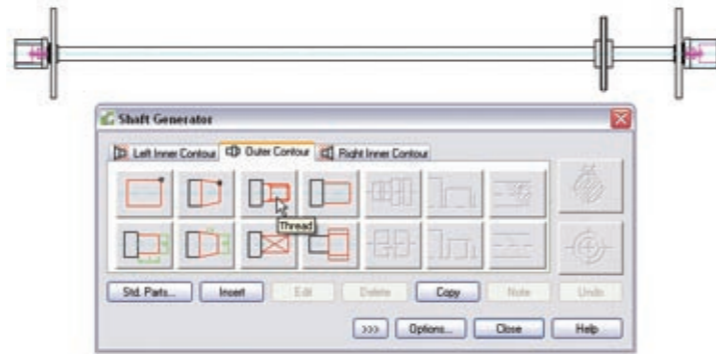 Shaft Generator
Left Inner Contour Outer Contour Right Inner Contour
Thread
Std. Parts... Insert Edit Delete Copy Note Undo
>>> Options... Close Help